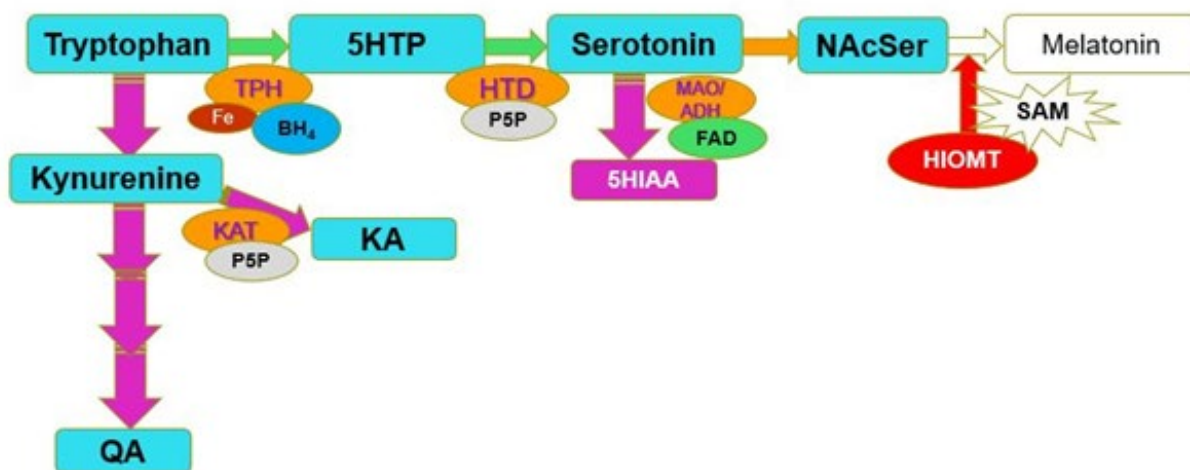 Tryptophan
5HTP
Serotonin
NAcSer
Melatonin
TPH
Fe
BH₄
HTD
P5P
MAO/
ADH
FAD
SAM
HIOMT
Kynurenine
5HIAA
KAT
P5P
KA
QA